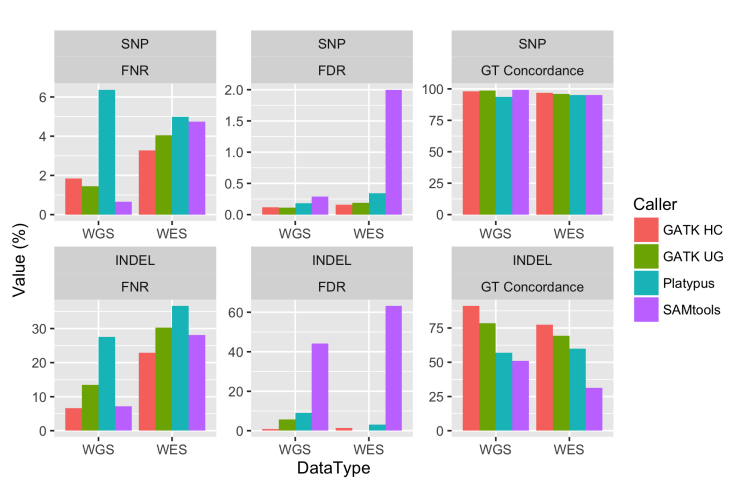 SNP SNP SNP
FNR FDR GT Concordance
6 2.0 100
4 1.5 75
2 1.0 50
0 0.5 25
0.0 0
WGS WES WGS WES WGS WES
INDEL INDEL INDEL
FNR FDR GT Concordance
30 60 75
20 40 50
10 20 25
0 0 0
WGS WES WGS WES WGS WES
DataType
Value (%)
Caller
GATK HC
GATK UG
Platypus
SAMtools